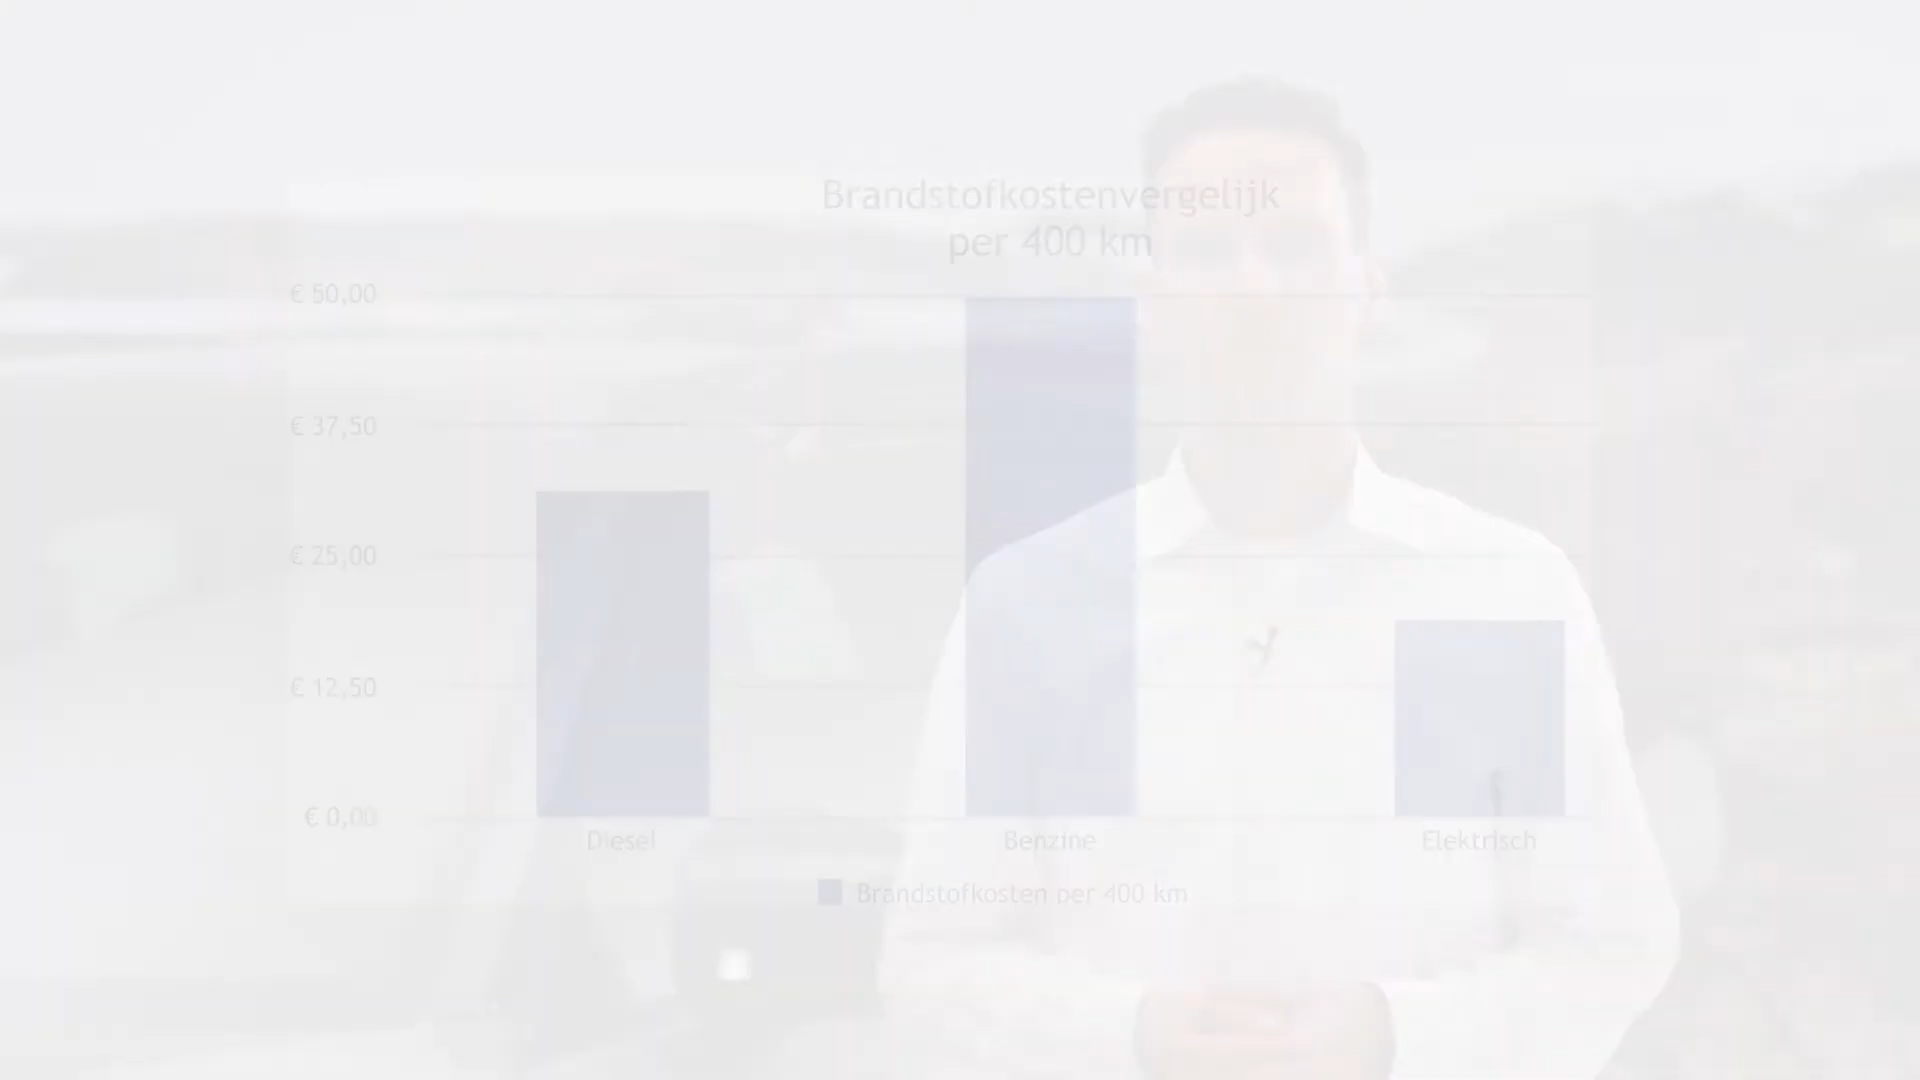 Brandstofkostenvergelijk
per 400 km
€ 50,00
€ 37,50
€ 25,00
€ 12,50
€ 0,00
Diesel
Benzine
Elektrisch
Brandstofkosten per 400 km